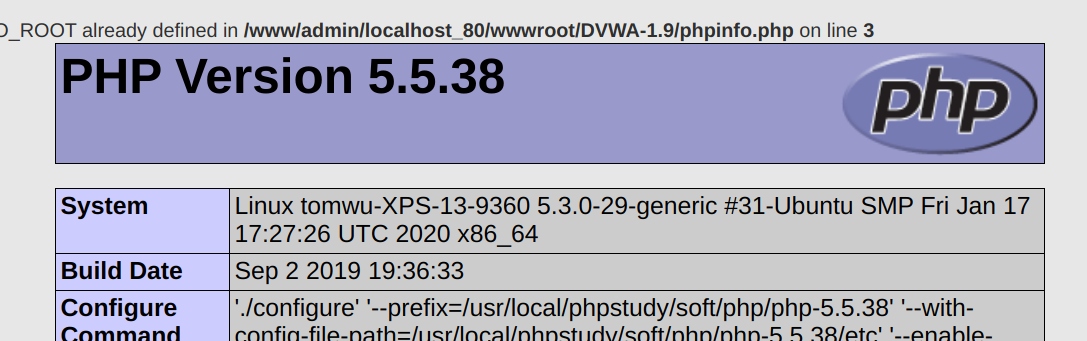 O_ROOT already defined in /www/admin/localhost_80/wwwroot/DVWA-1.9/phpinfo.php on line 3
PHP Version 5.5.38
php
System
Linux tomwu-XPS-13-9360 5.3.0-29-generic #31-Ubuntu SMP Fri Jan 17
17:27:26 UTC 2020 x86_64
Build Date
Sep 2 2019 19:36:33
Configure
Command
'./configure' '--prefix=/usr/local/phpstudy/soft/php/php-5.5.38' '--with-
config-file-path=/usr/local/phpstudy/soft/php/php-5.5.38/etc' '--enable-